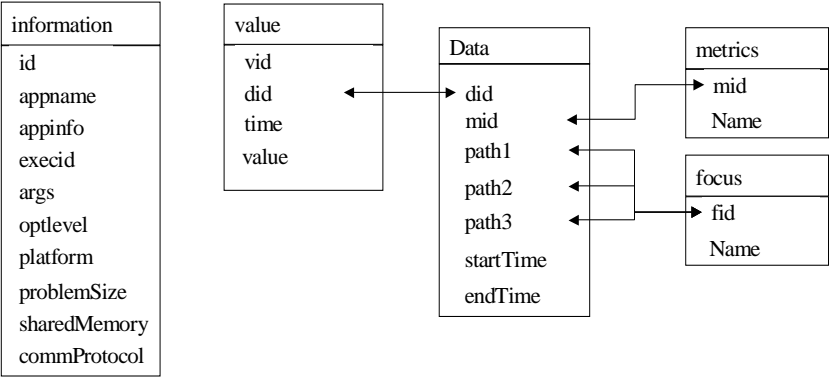 information
id
appname
appinfo
execid
args
optlevel
platform
problemSize
sharedMemory
commProtocol
value
vid
did
time
value
Data
did
mid
path1
path2
path3
startTime
endTime
metrics
mid
Name
focus
fid
Name